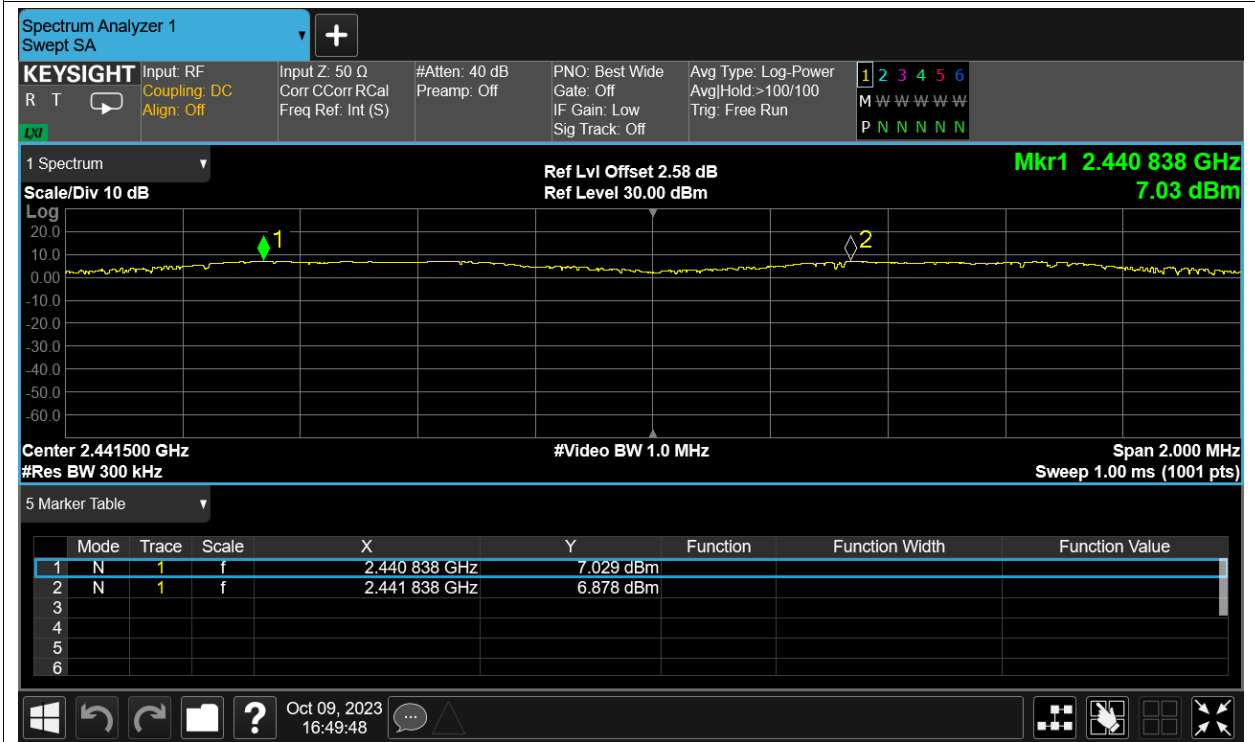 Spectrum Analyzer 1
Swept SA
+
KEYSIGHT Input: RF Input Z: 50 Ω #Atten: 40 dB PNO: Best Wide Avg Type: Log-Power 1 2 3 4 5 6
R T Coupling: DC Corr CCorr RCal Preamp: Off Gate: Off Avg|Hold:>100/100 M W W W W W
Align: Off Freq Ref: Int (S) IF Gain: Low Trig: Free Run
LXI Sig Track: Off P N N N N N
1 Spectrum Ref Lvl Offset 2.58 dB Mkr1 2.440 838 GHz
Scale/Div 10 dB Ref Level 30.00 dBm 7.03 dBm
Log
20.0
1 2
10.0
0.00
-10.0
-20.0
-30.0
-40.0
-50.0
-60.0
Center 2.441500 GHz #Video BW 1.0 MHz Span 2.000 MHz
#Res BW 300 kHz Sweep 1.00 ms (1001 pts)
5 Marker Table
Mode Trace Scale X Y Function Function Width Function Value
1 N 1 f 2.440 838 GHz 7.029 dBm
2 N 1 f 2.441 838 GHz 6.878 dBm
3
4
5
6
? Oct 09, 2023
16:49:48